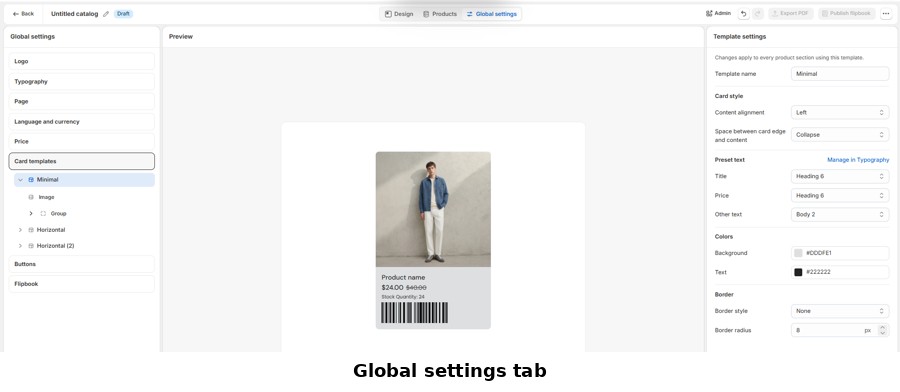 Back
Untitled catalog
Draft
Design
Products
Global settings
Admin
Export PDF
Publish flipbook
Global settings
Logo
Typography
Page
Language and currency
Price
Card templates
Minimal
Image
Group
Horizontal
Horizontal (2)
Buttons
Flipbook
Preview
Product name
$24.00 $40.00
Stock Quantity: 24
Template settings
Changes apply to every product section using this template.
Template name
Minimal
Card style
Content alignment
Left
Space between card edge
and content
Collapse
Preset text
Manage in Typography
Title
Heading 6
Price
Heading 6
Other text
Body 2
Colors
Background
#DDDFE1
Text
#222222
Border
Border style
None
Border radius
8
px
Global settings tab